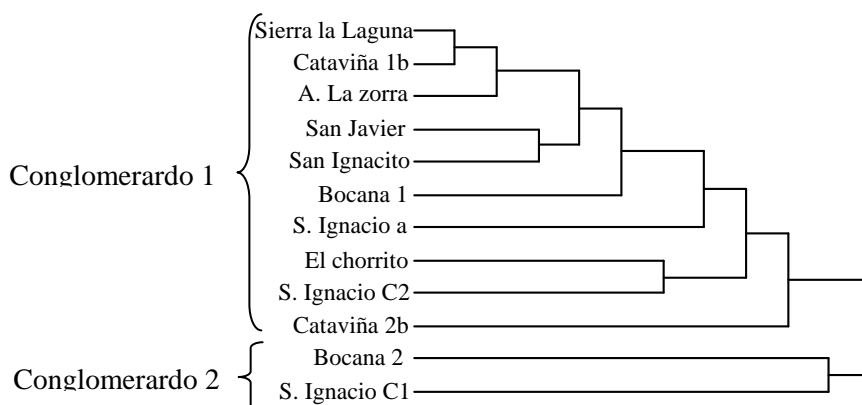 Sierra la Laguna
Cataviña 1b
A. La zorra
San Javier
San Ignacito
Conglomerardo 1
Bocana 1
S. Ignacio a
El chorrito
S. Ignacio C2
Cataviña 2b
Bocana 2
Conglomerardo 2
S. Ignacio C1